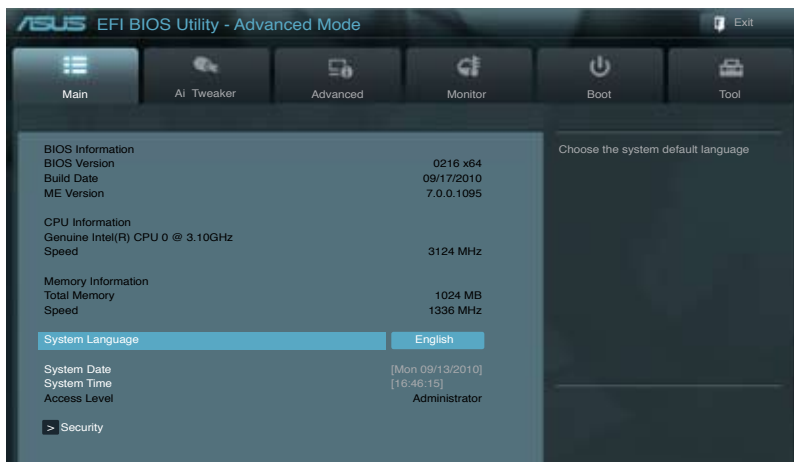 ASUS EFI BIOS Utility - Advanced Mode
Exit
Main
Ai Tweaker
Advanced
Monitor
Boot
Tool
BIOS Information
BIOS Version 0216 x64
Build Date 09/17/2010
ME Version 7.0.0.1095
CPU Information
Genuine Intel(R) CPU 0 @ 3.10GHz
Speed 3124 MHz
Memory Information
Total Memory 1024 MB
Speed 1336 MHz
System Language English
System Date [Mon 09/13/2010]
System Time [16:46:15]
Access Level Administrator
> Security
Choose the system default language